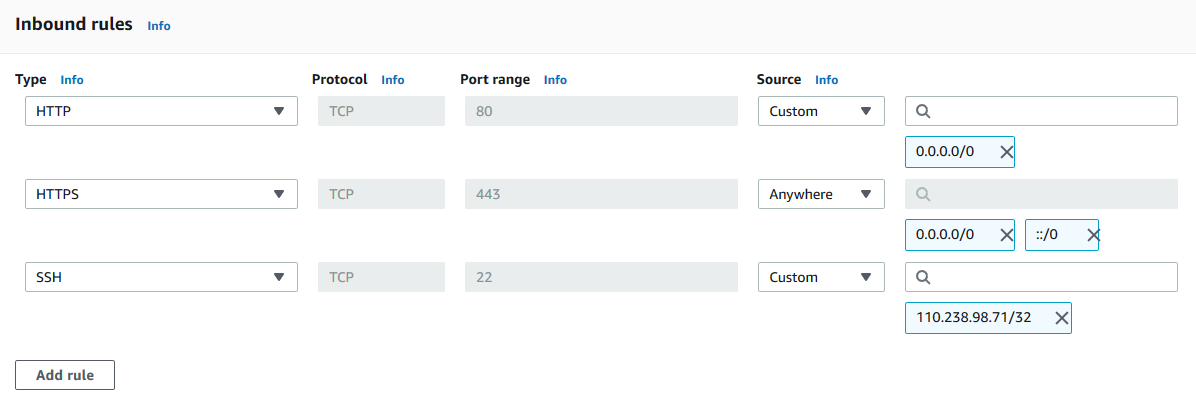 Inbound rules Info
Type Info Protocol Info Port range Info Source Info
HTTP TCP 80 Custom
0.0.0.0/0
HTTPS TCP 443 Anywhere
0.0.0.0/0 ::/0
SSH TCP 22 Custom
110.238.98.71/32
Add rule